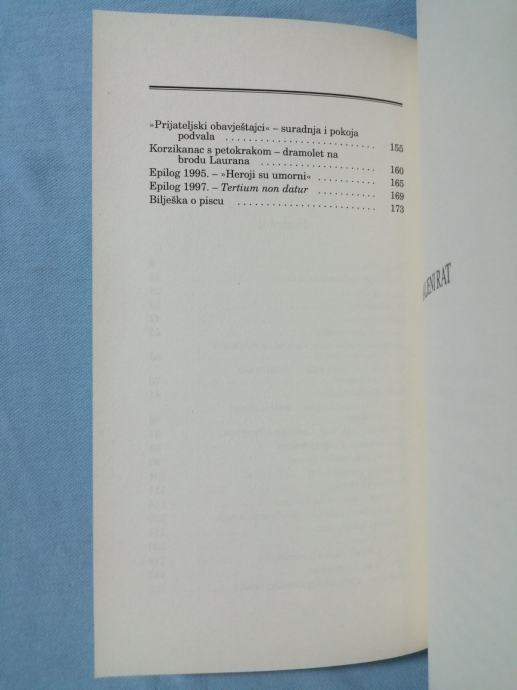 »Prijateljski obavještajci« – suradnja i pokoja
podvala . . . . . . . . . . . . . . . . . . . . . . . . 155
Korzikanac s petokrakom – dramolet na
brodu Laurana . . . . . . . . . . . . . . . . . . . 160
Epilog 1995. – »Heroji su umorni« . . . . . . . . . . 165
Epilog 1997. – Tertium non datur . . . . . . . . . . . 169
Bilješka o piscu . . . . . . . . . . . . . . . . . . . . . 173
RAT